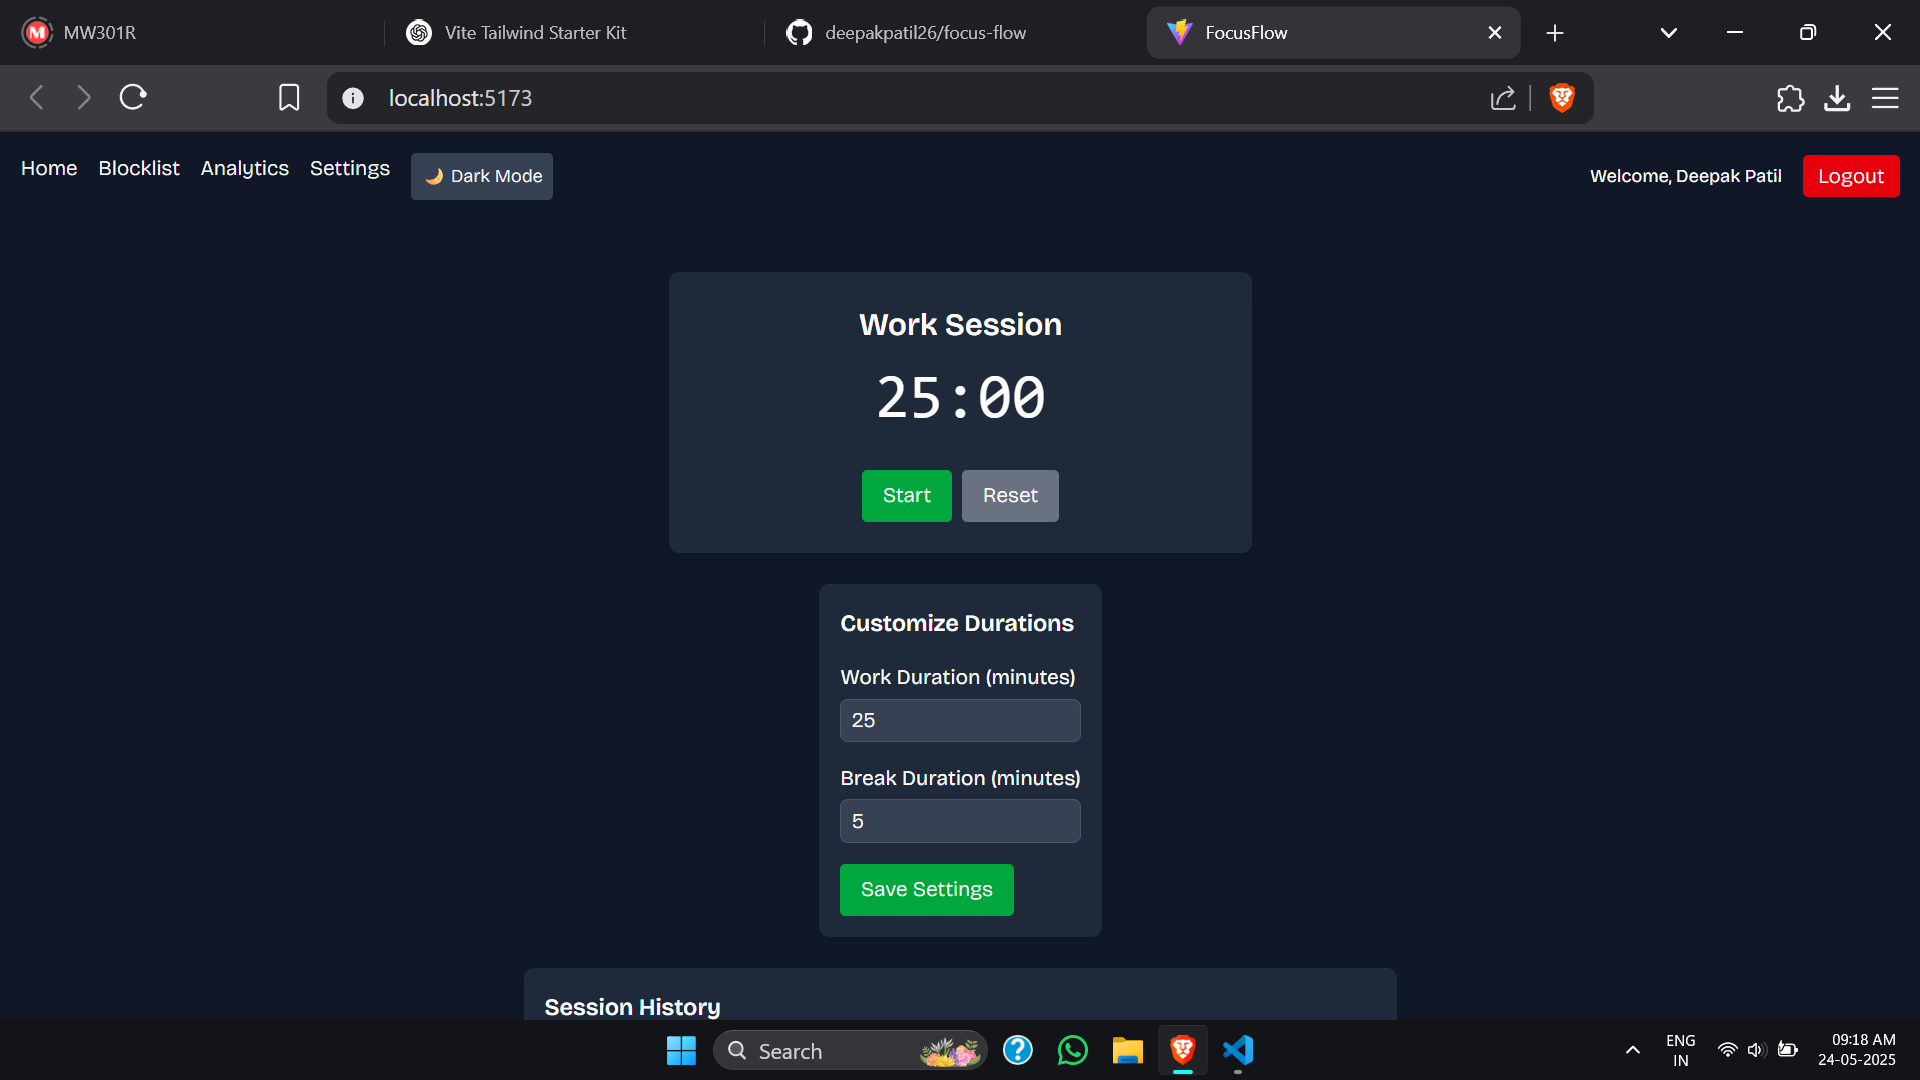 MW301R
Vite Tailwind Starter Kit
deepakpatil26/focus-flow
FocusFlow
localhost:5173
Home
Blocklist
Analytics
Settings
🌙 Dark Mode
Welcome, Deepak Patil
Logout
Work Session
25:00
Start
Reset
Customize Durations
Work Duration (minutes)
25
Break Duration (minutes)
5
Save Settings
Session History
Search
ENG
IN
09:18 AM
24-05-2025